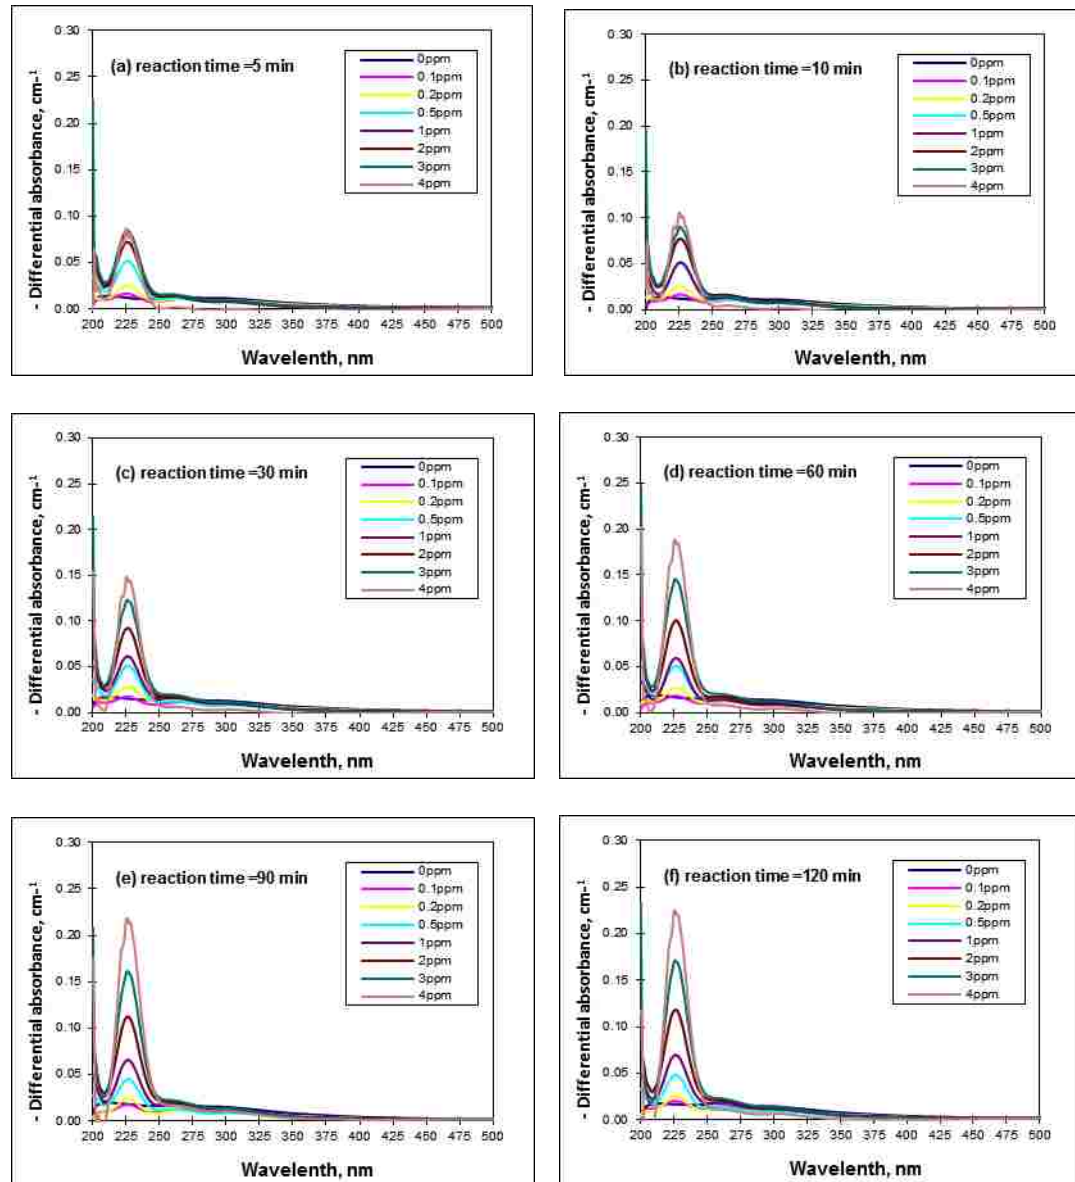 0.30
0.25
0.20
0.15
0.10
0.05
0.00
- Differential absorbance, cm-1
(a) reaction time =5 min
0ppm
0.1ppm
0.2ppm
0.5ppm
1ppm
2ppm
3ppm
4ppm
200 225 250 275 300 325 350 375 400 425 450 475 500
Wavelenth, nm
0.30
0.25
0.20
0.15
0.10
0.05
0.00
- Differential absorbance, cm-1
(b) reaction time =10 min
0ppm
0.1ppm
0.2ppm
0.5ppm
1ppm
2ppm
3ppm
4ppm
200 225 250 275 300 325 350 375 400 425 450 475 500
Wavelenth, nm
0.30
0.25
0.20
0.15
0.10
0.05
0.00
- Differential absorbance, cm-1
(c) reaction time =30 min
0ppm
0.1ppm
0.2ppm
0.5ppm
1ppm
2ppm
3ppm
4ppm
200 225 250 275 300 325 350 375 400 425 450 475 500
Wavelenth, nm
0.30
0.25
0.20
0.15
0.10
0.05
0.00
- Differential absorbance, cm-1
(d) reaction time =60 min
0ppm
0.1ppm
0.2ppm
0.5ppm
1ppm
2ppm
3ppm
4ppm
200 225 250 275 300 325 350 375 400 425 450 475 500
Wavelenth, nm
0.30
0.25
0.20
0.15
0.10
0.05
0.00
- Differential absorbance, cm-1
(e) reaction time =90 min
0ppm
0.1ppm
0.2ppm
0.5ppm
1ppm
2ppm
3ppm
4ppm
200 225 250 275 300 325 350 375 400 425 450 475 500
Wavelenth, nm
0.30
0.25
0.20
0.15
0.10
0.05
0.00
- Differential absorbance, cm-1
(f) reaction time =120 min
0ppm
0.1ppm
0.2ppm
0.5ppm
1ppm
2ppm
3ppm
4ppm
200 225 250 275 300 325 350 375 400 425 450 475 500
Wavelenth, nm